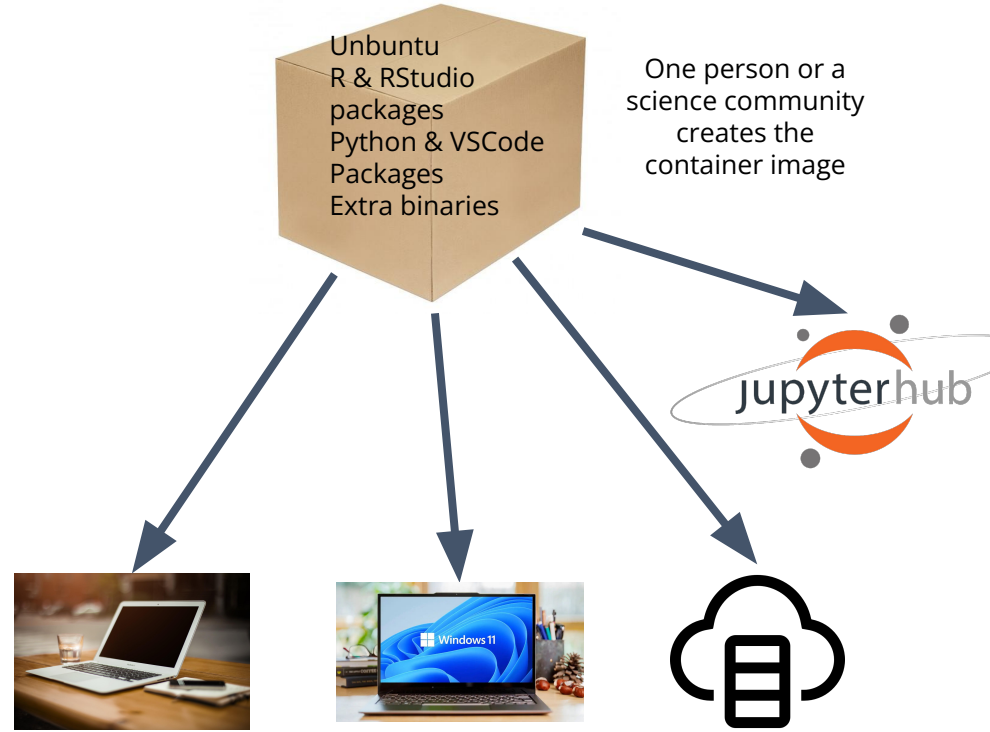 Unbuntu
R & RStudio
packages
Python & VSCode
Packages
Extra binaries
One person or a
science community
creates the
container image
jupyterhub
Windows 11